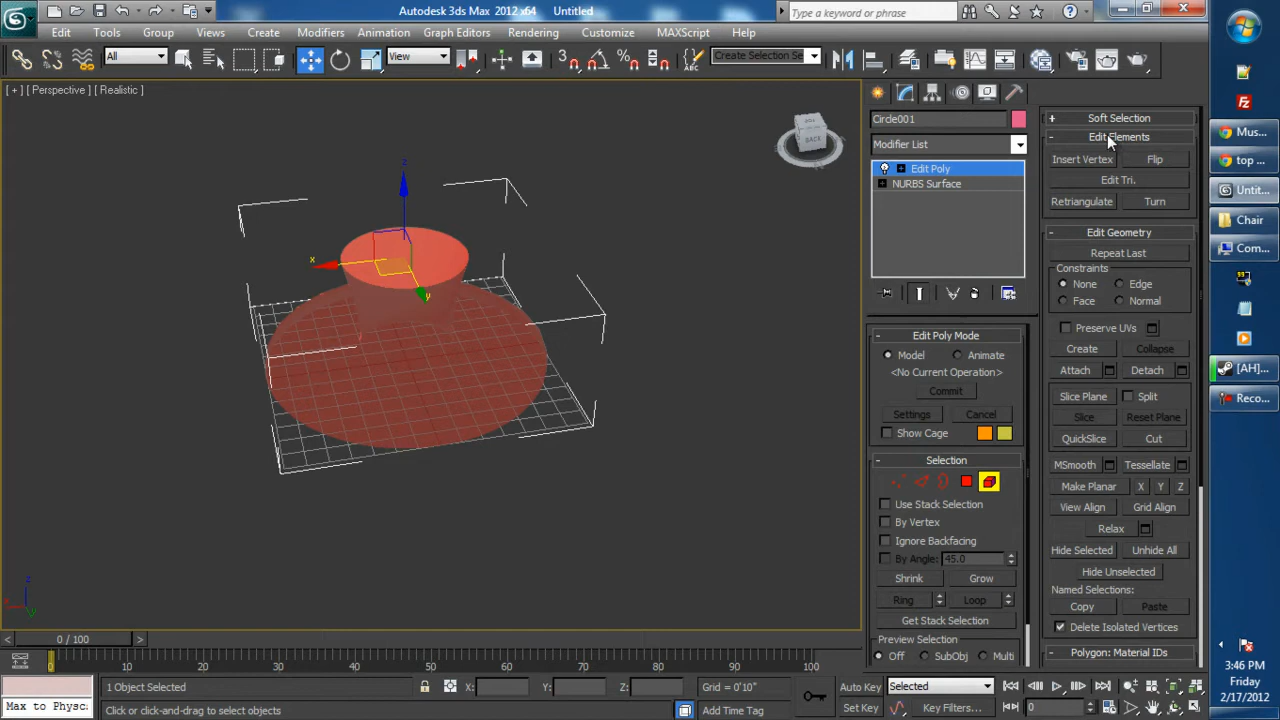 Autodesk 3ds Max 2012 x64 Untitled
Type a keyword or phrase
Edit Tools Group Views Create Modifiers Animation Graph Editors Rendering Customize MAXScript Help
All View Create Selection Se
[ + ] [ Perspective ] [ Realistic ]
BACK
z
x
y
Circle001
Modifier List
Edit Poly
NURBS Surface
Edit Poly Mode
Model Animate
<No Current Operation>
Commit
Settings Cancel
Show Cage
Selection
Use Stack Selection
By Vertex
Ignore Backfacing
By Angle: 45.0
Shrink Grow
Ring Loop
Get Stack Selection
Preview Selection
Off SubObj Multi
Soft Selection
Edit Elements
Insert Vertex Flip
Edit Tri.
Retriangulate Turn
Edit Geometry
Repeat Last
Constraints
None Edge
Face Normal
Preserve UVs
Create Collapse
Attach Detach
Slice Plane Split
Slice Reset Plane
QuickSlice Cut
MSmooth Tessellate
Make Planar X Y Z
View Align Grid Align
Relax
Hide Selected Unhide All
Hide Unselected
Named Selections:
Copy Paste
Delete Isolated Vertices
Polygon: Material IDs
Mus...
top ...
Untit...
Chair
Com...
[AH]...
Reco...
3:46 PM
Friday
2/17/2012
z
x
y
< 0 / 100 >
0 10 20 30 40 50 60 70 80 90 100
1 Object Selected X: Y: Z: Grid = 0'10" Auto Key Selected
Max to Physc Click or click-and-drag to select objects Add Time Tag Set Key Key Filters... 0